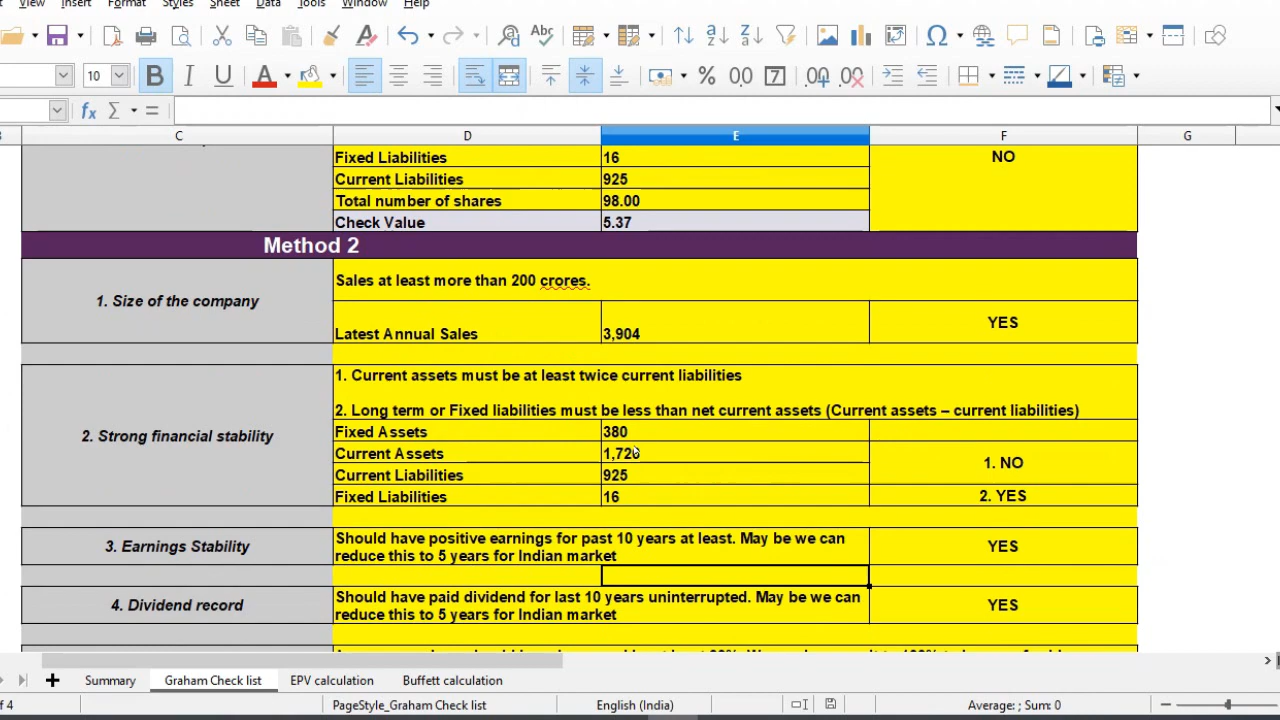 View Insert Format Styles Sheet Data Tools Window Help
10
C D E F G
Fixed Liabilities 16 NO
Current Liabilities 925
Total number of shares 98.00
Check Value 5.37
Method 2
1. Size of the company
Sales at least more than 200 crores.
Latest Annual Sales 3,904 YES
2. Strong financial stability
1. Current assets must be at least twice current liabilities
2. Long term or Fixed liabilities must be less than net current assets (Current assets – current liabilities)
Fixed Assets 380
Current Assets
Current Liabilities 925
1. NO
Fixed Liabilities 16 2. YES
3. Earnings Stability
Should have positive earnings for past 10 years at least. May be we can
reduce this to 5 years for Indian market
YES
4. Dividend record
Should have paid dividend for last 10 years uninterrupted. May be we can
reduce this to 5 years for Indian market
YES
Summary Graham Check list EPV calculation Buffett calculation
of 4 PageStyle_Graham Check list English (India) Average: ; Sum: 0